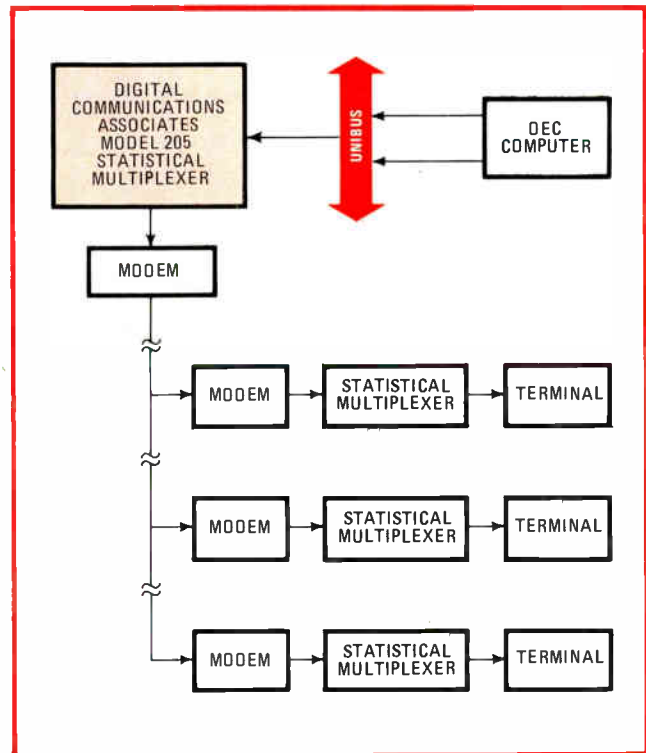 DIGITAL
COMMUNICATIONS
ASSOCIATES
MODEL 205
STATISTICAL
MULTIPLEXER
UNIBUS
DEC
COMPUTER
MODEM
MODEM
STATISTICAL
MULTIPLEXER
TERMINAL
MODEM
STATISTICAL
MULTIPLEXER
TERMINAL
MODEM
STATISTICAL
MULTIPLEXER
TERMINAL